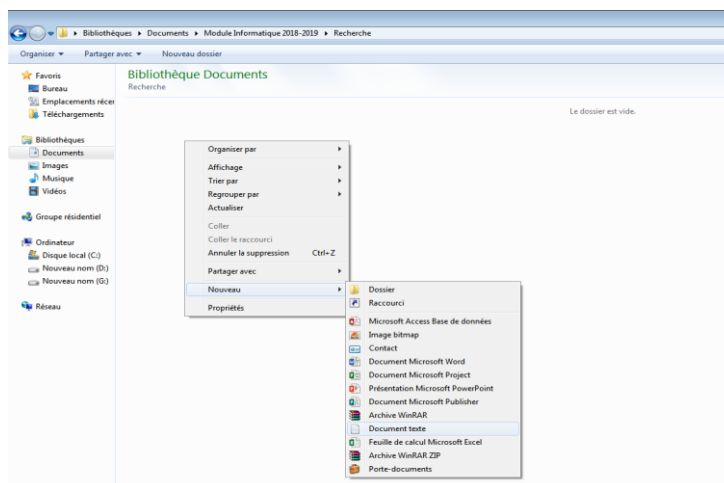 Bibliothèques ▸ Documents ▸ Module Informatique 2018-2019 ▸ Recherche
Organiser Partager avec Nouveau dossier
Favoris
Bureau
Emplacements récer
Téléchargements
Bibliothèques
Documents
Images
Musique
Vidéos
Groupe résidentiel
Ordinateur
Disque local (C:)
Nouveau nom (D:)
Nouveau nom (G:)
Réseau
Bibliothèque Documents
Recherche
Le dossier est vide.
Organiser par
Affichage
Trier par
Regrouper par
Actualiser
Coller
Coller le raccourci
Annuler la suppression Ctrl+Z
Partager avec
Nouveau
Propriétés
Dossier
Raccourci
Microsoft Access Base de données
Image bitmap
Contact
Document Microsoft Word
Document Microsoft Project
Présentation Microsoft PowerPoint
Document Microsoft Publisher
Archive WinRAR
Document texte
Feuille de calcul Microsoft Excel
Archive WinRAR ZIP
Porte-documents